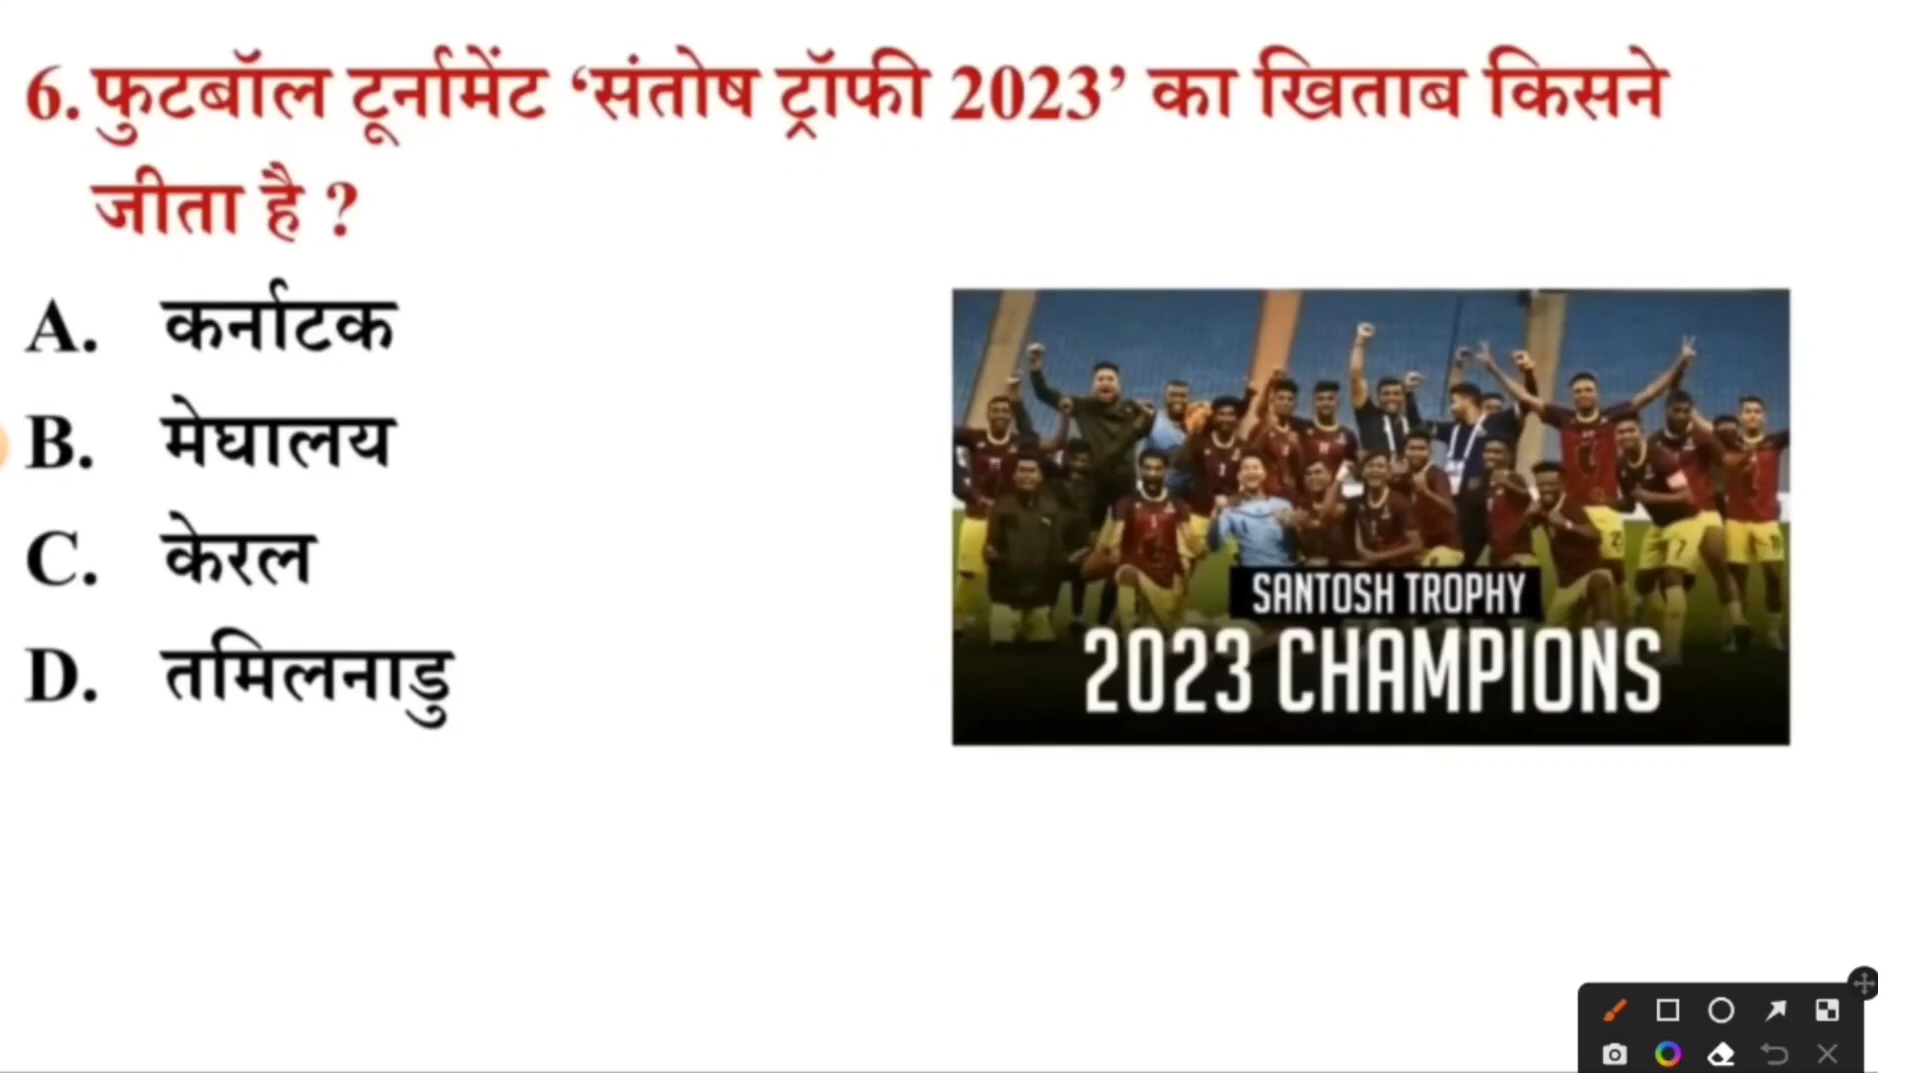 6. फुटबॉल टूर्नामेंट ‘संतोष ट्रॉफी 2023’ का खिताब किसने
जीता है ?
A. कर्नाटक
B. मेघालय
C. केरल
D. तमिलनाडु
SANTOSH TROPHY
2023 CHAMPIONS